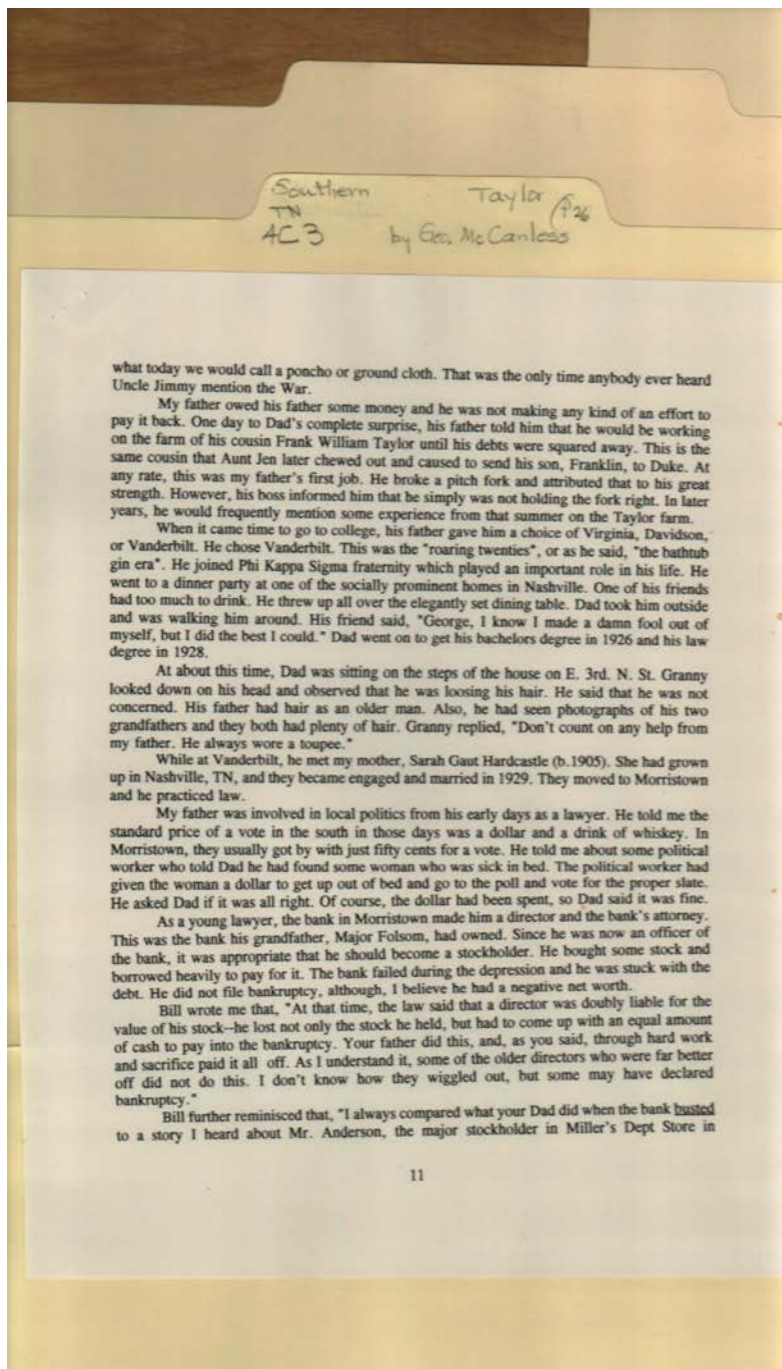 Southern Taylor P26
TN
4C3 by Geo. McCanless
what today we would call a poncho or ground cloth. That was the only time anybody ever heard
Uncle Jimmy mention the War.
My father owed his father some money and he was not making any kind of an effort to
pay it back. One day to Dad's complete surprise, his father told him that he would be working
on the farm of his cousin Frank William Taylor until his debts were squared away. This is the
same cousin that Aunt Jen later chewed out and caused to send his son, Franklin, to Duke. At
any rate, this was my father's first job. He broke a pitch fork and attributed that to his great
strength. However, his boss informed him that he simply was not holding the fork right. In later
years, he would frequently mention some experience from that summer on the Taylor farm.
When it came time to go to college, his father gave him a choice of Virginia, Davidson,
or Vanderbilt. He chose Vanderbilt. This was the "roaring twenties", or as he said, "the bathtub
gin era". He joined Phi Kappa Sigma fraternity which played an important role in his life. He
went to a dinner party at one of the socially prominent homes in Nashville. One of his friends
had too much to drink. He threw up all over the elegantly set dining table. Dad took him outside
and was walking him around. His friend said, "George, I know I made a damn fool out of
myself, but I did the best I could." Dad went on to get his bachelors degree in 1926 and his law
degree in 1928.
At about this time, Dad was sitting on the steps of the house on E. 3rd. N. St. Granny
looked down on his head and observed that he was loosing his hair. He said that he was not
concerned. His father had hair as an older man. Also, he had seen photographs of his two
grandfathers and they both had plenty of hair. Granny replied, "Don't count on any help from
my father. He always wore a toupee."
While at Vanderbilt, he met my mother, Sarah Gaut Hardcastle (b.1905). She had grown
up in Nashville, TN, and they became engaged and married in 1929. They moved to Morristown
and he practiced law.
My father was involved in local politics from his early days as a lawyer. He told me the
standard price of a vote in the south in those days was a dollar and a drink of whiskey. In
Morristown, they usually got by with just fifty cents for a vote. He told me about some political
worker who told Dad he had found some woman who was sick in bed. The political worker had
given the woman a dollar to get up out of bed and go to the poll and vote for the proper slate.
He asked Dad if it was all right. Of course, the dollar had been spent, so Dad said it was fine.
As a young lawyer, the bank in Morristown made him a director and the bank's attorney.
This was the bank his grandfather, Major Folsom, had owned. Since he was now an officer of
the bank, it was appropriate that he should become a stockholder. He bought some stock and
borrowed heavily to pay for it. The bank failed during the depression and he was stuck with the
debt. He did not file bankruptcy, although, I believe he had a negative net worth.
Bill wrote me that, "At that time, the law said that a director was doubly liable for the
value of his stock--he lost not only the stock he held, but had to come up with an equal amount
of cash to pay into the bankruptcy. Your father did this, and, as you said, through hard work
and sacrifice paid it all off. As I understand it, some of the older directors who were far better
off did not do this. I don't know how they wiggled out, but some may have declared
bankruptcy."
Bill further reminisced that, "I always compared what your Dad did when the bank busted
to a story I heard about Mr. Anderson, the major stockholder in Miller's Dept Store in
11